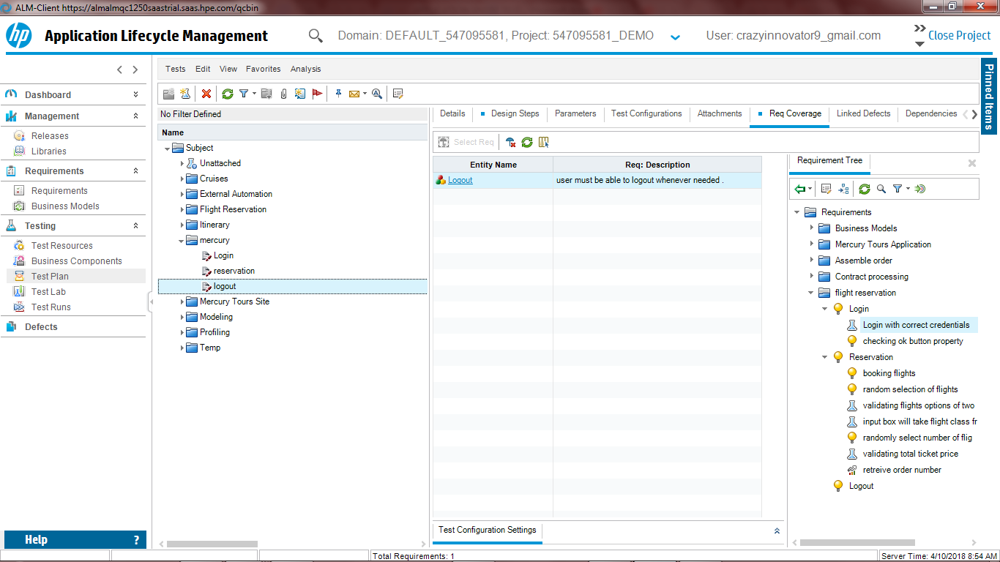 ALM-Client https://almalmqc1250saastrial.saas.hpe.com/qcbin
hp
Application Lifecycle Management
Domain: DEFAULT_547095581, Project: 547095581_DEMO
User: crazyinnovator9_gmail.com
Close Project
Pinned Items
Dashboard
Management
Releases
Libraries
Requirements
Requirements
Business Models
Testing
Test Resources
Business Components
Test Plan
Test Lab
Test Runs
Defects
Help ?
Tests Edit View Favorites Analysis
No Filter Defined
Name
Subject
Unattached
Cruises
External Automation
Flight Reservation
Itinerary
mercury
Login
reservation
logout
Mercury Tours Site
Modeling
Profiling
Temp
Details Design Steps Parameters Test Configurations Attachments Req Coverage Linked Defects Dependencies
Select Req
Entity Name Req: Description
Logout user must be able to logout whenever needed .
Test Configuration Settings
Requirement Tree
Requirements
Business Models
Mercury Tours Application
Assemble order
Contract processing
flight reservation
Login
Login with correct credentials
checking ok button property
Reservation
booking flights
random selection of flights
validating flights options of two
input box will take flight class fr
randomly select number of flig
validating total ticket price
retreive order number
Logout
Total Requirements: 1
Server Time: 4/10/2018 8:54 AM